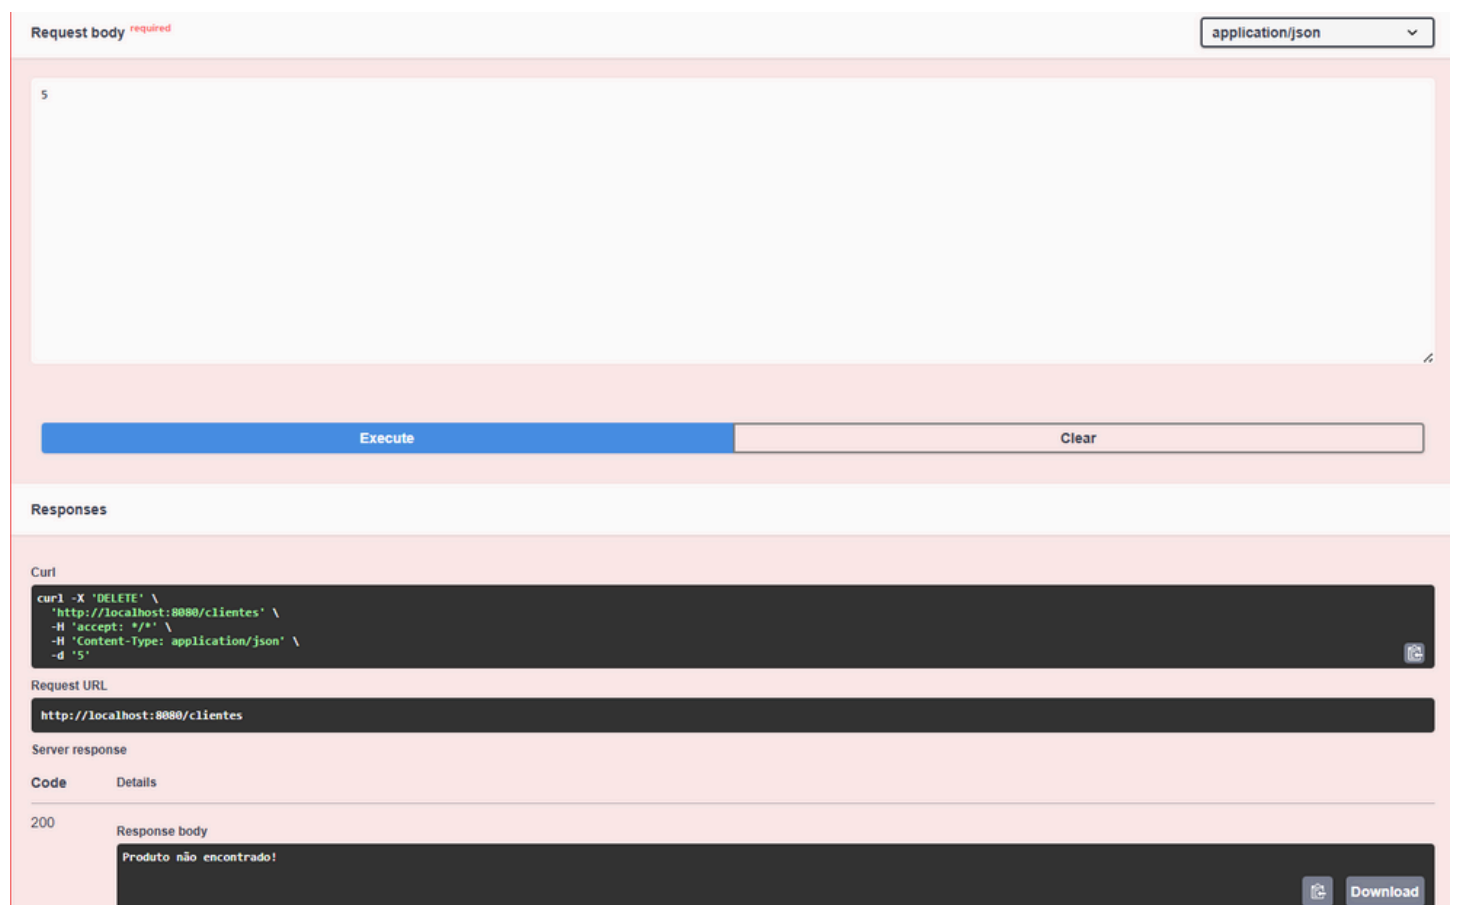 Request body required
application/json
5
Execute
Clear
Responses
Curl
curl -X 'DELETE' \
'http://localhost:8080/clientes' \
-H 'accept: */*' \
-H 'Content-Type: application/json' \
-d '5'
Request URL
http://localhost:8080/clientes
Server response
Code Details
200
Response body
Produto não encontrado!
Download